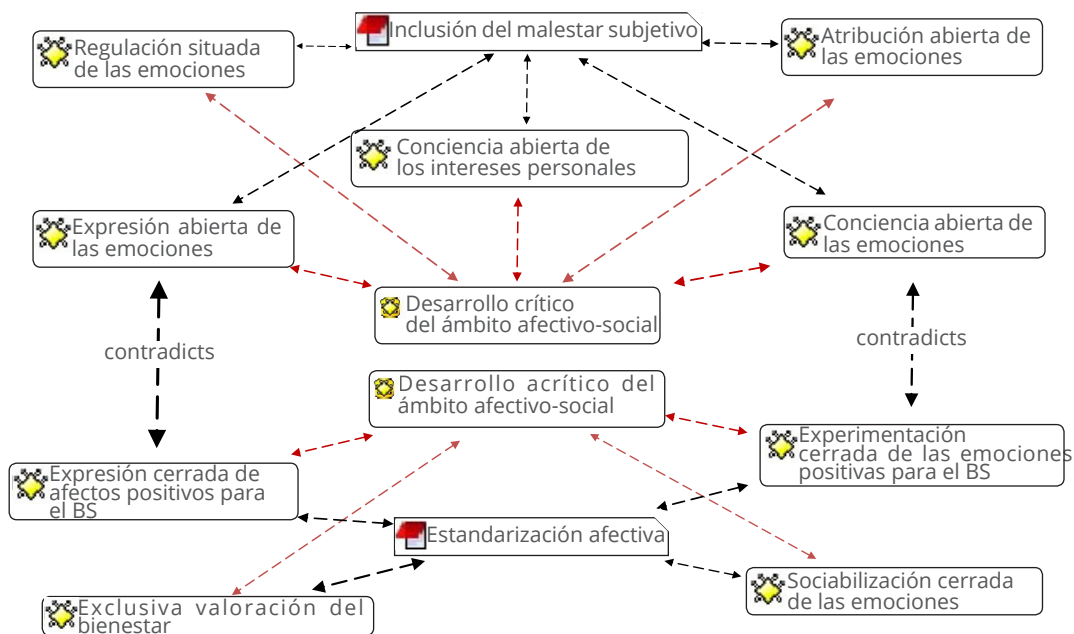 Inclusión del malestar subjetivo
Regulación situada
de las emociones
Atribución abierta de
las emociones
Conciencia abierta de
los intereses personales
Expresión abierta de
las emociones
Conciencia abierta de
las emociones
Desarrollo crítico
del ámbito afectivo-social
contradicts
contradicts
Desarrollo acrítico del
ámbito afectivo-social
Experimentación
cerrada de las emociones
positivas para el BS
Expresión cerrada de
afectos positivos para
el BS
Estandarización afectiva
Sociabilización cerrada
de las emociones
Exclusiva valoración del
bienestar